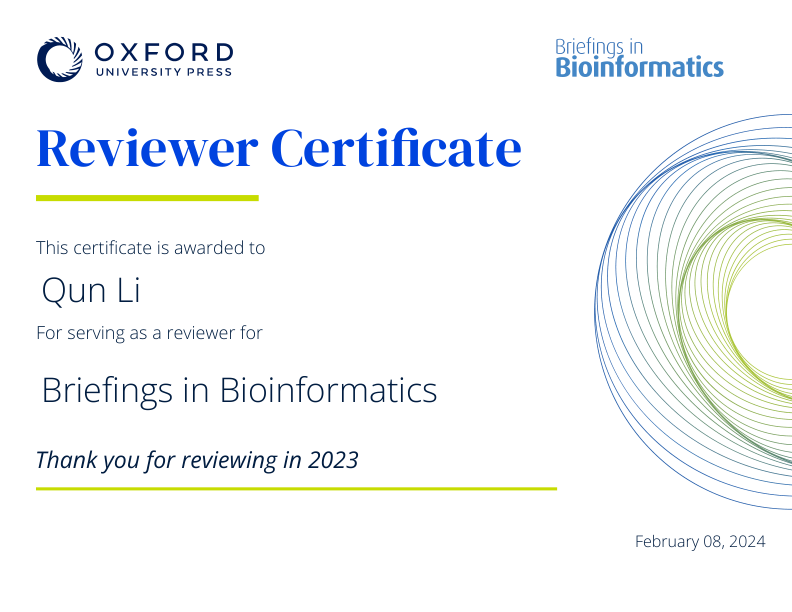 OXFORD
UNIVERSITY PRESS
Briefings in
Bioinformatics
Reviewer Certificate
This certificate is awarded to
Qun Li
For serving as a reviewer for
Briefings in Bioinformatics
Thank you for reviewing in 2023
February 08, 2024